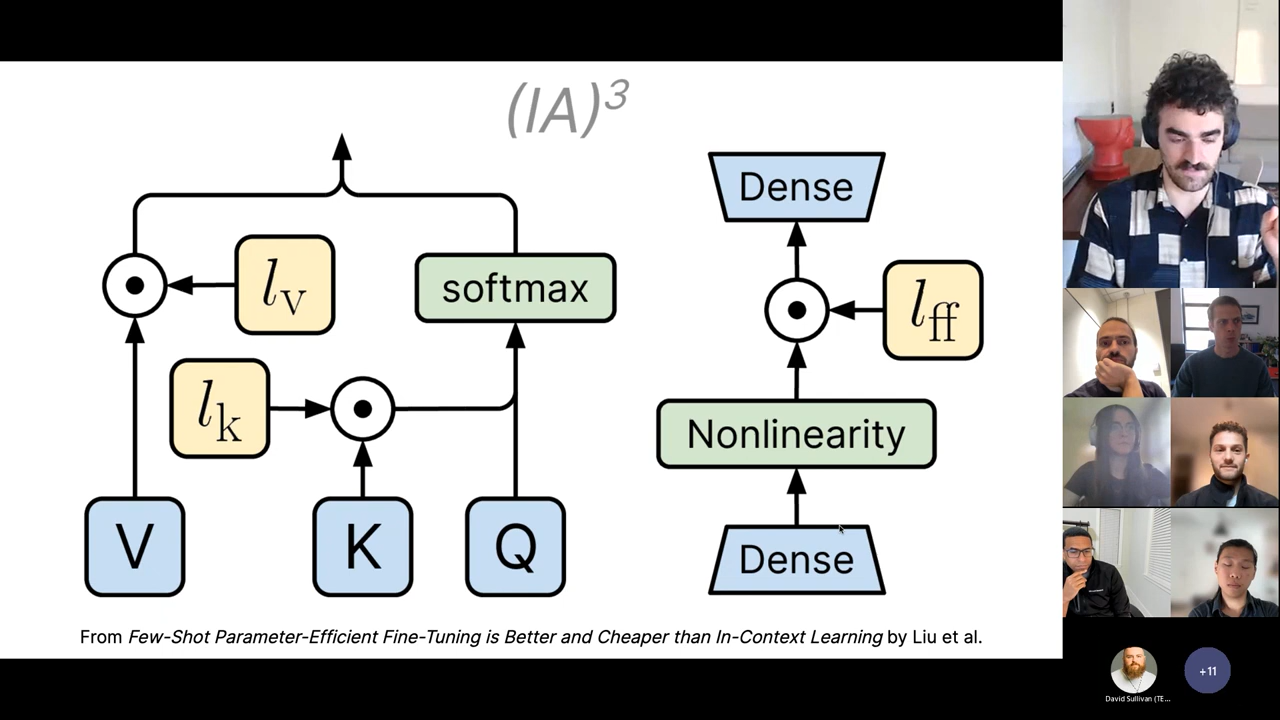 (IA)³
Dense
l_v
softmax
l_ff
l_k
Nonlinearity
V
K
Q
Dense
From Few-Shot Parameter-Efficient Fine-Tuning is Better and Cheaper than In-Context Learning by Liu et al.
+11
David Sullivan (TE...